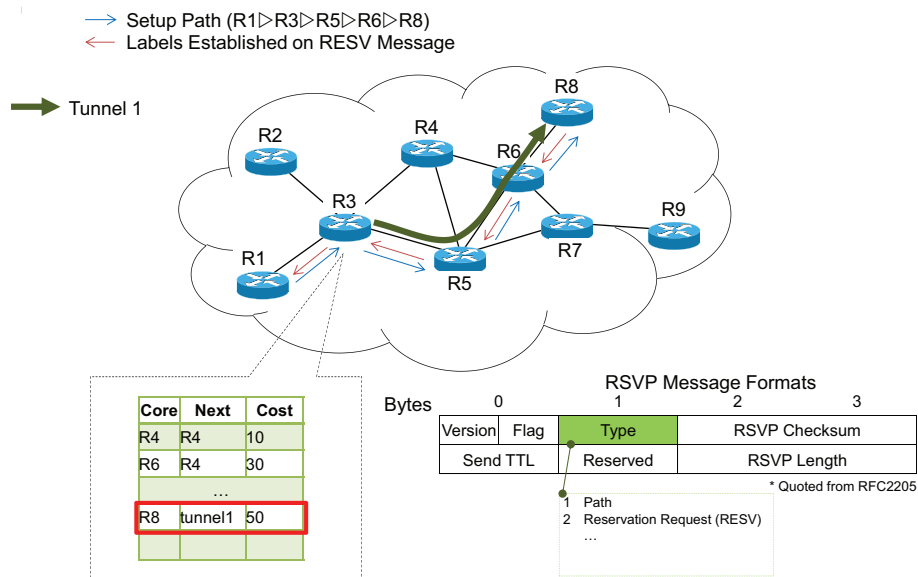 Setup Path (R1▷R3▷R5▷R6▷R8)
Labels Established on RESV Message
Tunnel 1
R8
R2
R4
R6
R3
R9
R7
R1
R5
RSVP Message Formats
Bytes 0 1 2 3
Version Flag Type RSVP Checksum
Send TTL Reserved RSVP Length
* Quoted from RFC2205
1 Path
2 Reservation Request (RESV)
…
Core Next Cost
R4 R4 10
R6 R4 30
…
R8 tunnel1 50